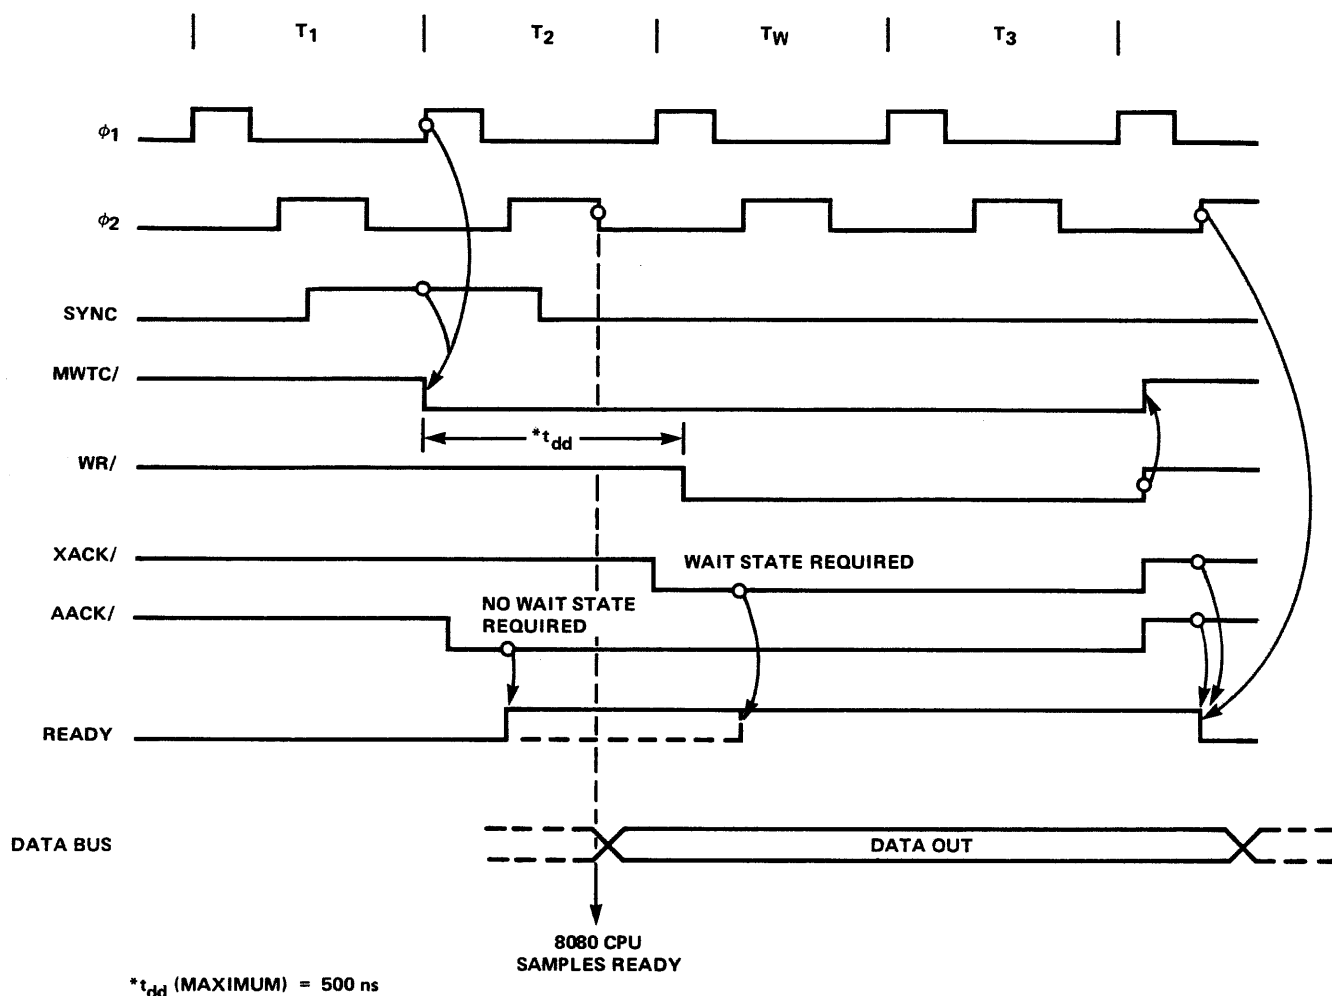 T1 T2 TW T3
ϕ1
ϕ2
SYNC
MWTC/
*tdd
WR/
XACK/
WAIT STATE REQUIRED
AACK/
NO WAIT STATE
REQUIRED
READY
DATA BUS
DATA OUT
8080 CPU
SAMPLES READY
*tdd (MAXIMUM) = 500 ns